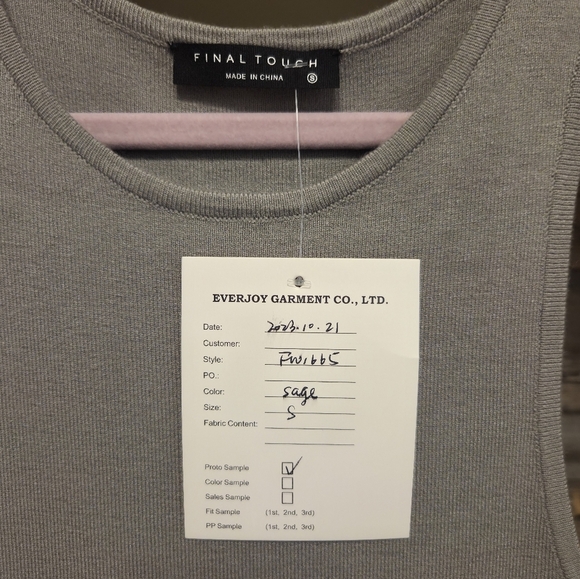 FINAL TOUCH
MADE IN CHINA S
EVERJOY GARMENT CO., LTD.
Date: 2023.10.21
Customer:
Style: FW1665
PO.:
Color: sage
Size: S
Fabric Content:
Proto Sample
Color Sample
Sales Sample
Fit Sample (1st, 2nd, 3rd)
PP Sample (1st, 2nd, 3rd)